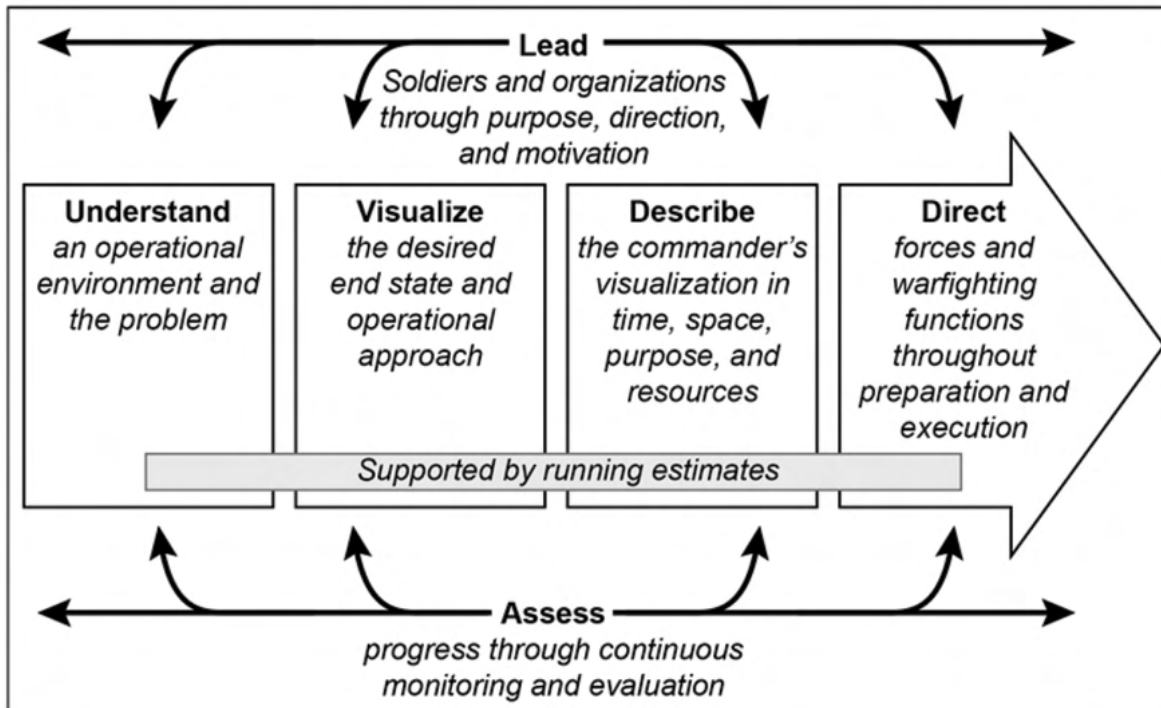 Lead
Soldiers and organizations
through purpose, direction,
and motivation
Understand
an operational
environment and
the problem
Visualize
the desired
end state and
operational
approach
Describe
the commander’s
visualization in
time, space,
purpose, and
resources
Direct
forces and
warfighting
functions
throughout
preparation and
execution
Supported by running estimates
Assess
progress through continuous
monitoring and evaluation